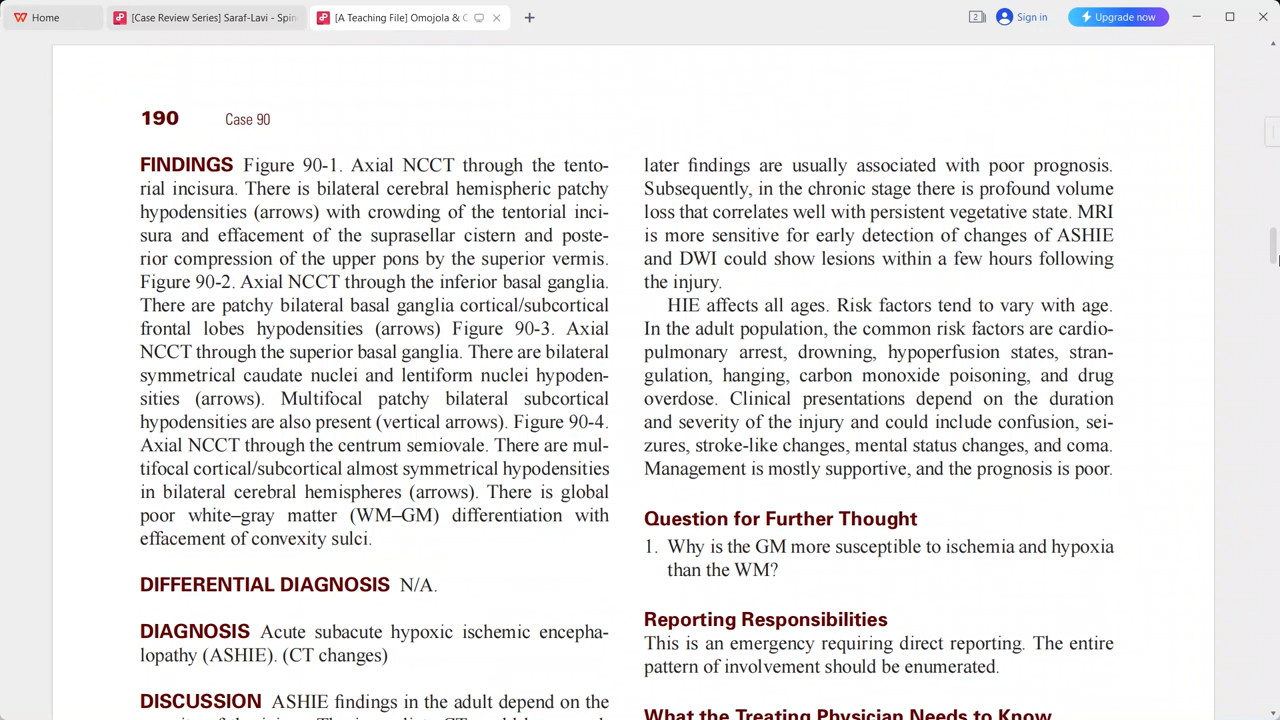 Home
[Case Review Series] Saraf-Lavi - Spin
[A Teaching File] Omojola & C
2
Sign in
Upgrade now
190
Case 90
FINDINGS Figure 90-1. Axial NCCT through the tento-
rial incisura. There is bilateral cerebral hemispheric patchy
hypodensities (arrows) with crowding of the tentorial inci-
sura and effacement of the suprasellar cistern and poste-
rior compression of the upper pons by the superior vermis.
Figure 90-2. Axial NCCT through the inferior basal ganglia.
There are patchy bilateral basal ganglia cortical/subcortical
frontal lobes hypodensities (arrows) Figure 90-3. Axial
NCCT through the superior basal ganglia. There are bilateral
symmetrical caudate nuclei and lentiform nuclei hypoden-
sities (arrows). Multifocal patchy bilateral subcortical
hypodensities are also present (vertical arrows). Figure 90-4.
Axial NCCT through the centrum semiovale. There are mul-
tifocal cortical/subcortical almost symmetrical hypodensities
in bilateral cerebral hemispheres (arrows). There is global
poor white–gray matter (WM–GM) differentiation with
effacement of convexity sulci.
DIFFERENTIAL DIAGNOSIS N/A.
DIAGNOSIS Acute subacute hypoxic ischemic encepha-
lopathy (ASHIE). (CT changes)
DISCUSSION ASHIE findings in the adult depend on the
later findings are usually associated with poor prognosis.
Subsequently, in the chronic stage there is profound volume
loss that correlates well with persistent vegetative state. MRI
is more sensitive for early detection of changes of ASHIE
and DWI could show lesions within a few hours following
the injury.
HIE affects all ages. Risk factors tend to vary with age.
In the adult population, the common risk factors are cardio-
pulmonary arrest, drowning, hypoperfusion states, stran-
gulation, hanging, carbon monoxide poisoning, and drug
overdose. Clinical presentations depend on the duration
and severity of the injury and could include confusion, sei-
zures, stroke-like changes, mental status changes, and coma.
Management is mostly supportive, and the prognosis is poor.
Question for Further Thought
1. Why is the GM more susceptible to ischemia and hypoxia
than the WM?
Reporting Responsibilities
This is an emergency requiring direct reporting. The entire
pattern of involvement should be enumerated.
What the Treating Physician Needs to Know